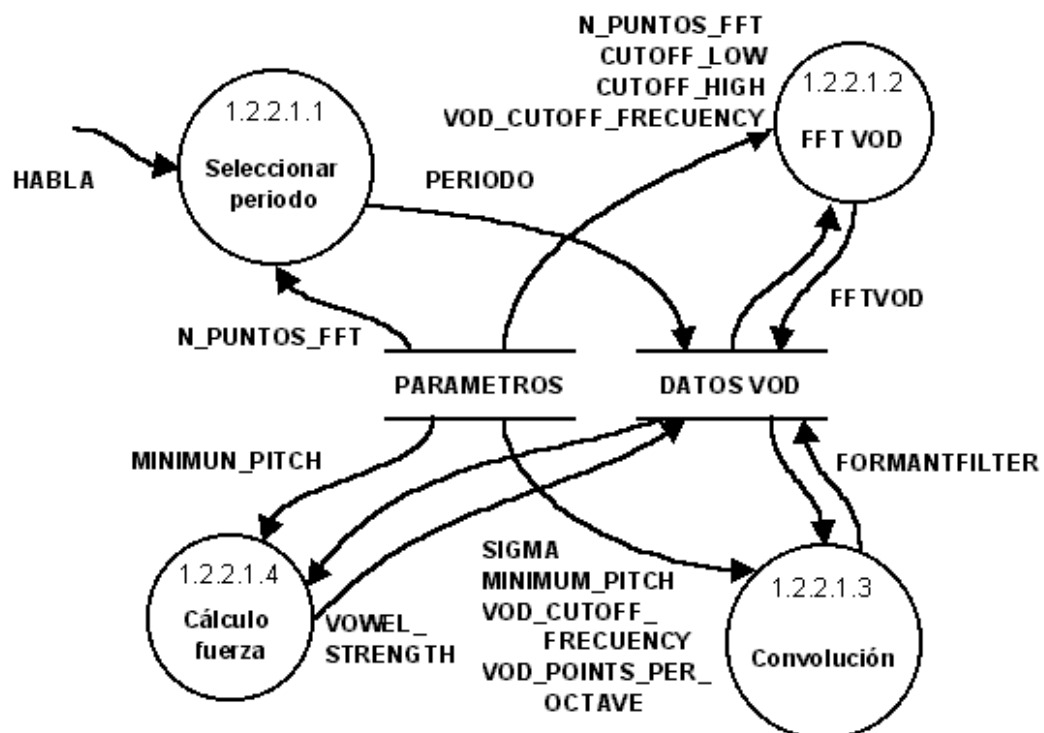 N_PUNTOS_FFT
CUTOFF_LOW
CUTOFF_HIGH
VOD_CUTOFF_FRECUENCY
1.2.2.1.1
Seleccionar
periodo
1.2.2.1.2
FFT VOD
HABLA
PERIODO
FFTVOD
N_PUNTOS_FFT
PARAMETROS
DATOS VOD
MINIMUN_PITCH
FORMANTFILTER
1.2.2.1.4
Cálculo
fuerza
VOWEL_
STRENGTH
SIGMA
MINIMUM_PITCH
VOD_CUTOFF_
FRECUENCY
VOD_POINTS_PER_
OCTAVE
1.2.2.1.3
Convolución